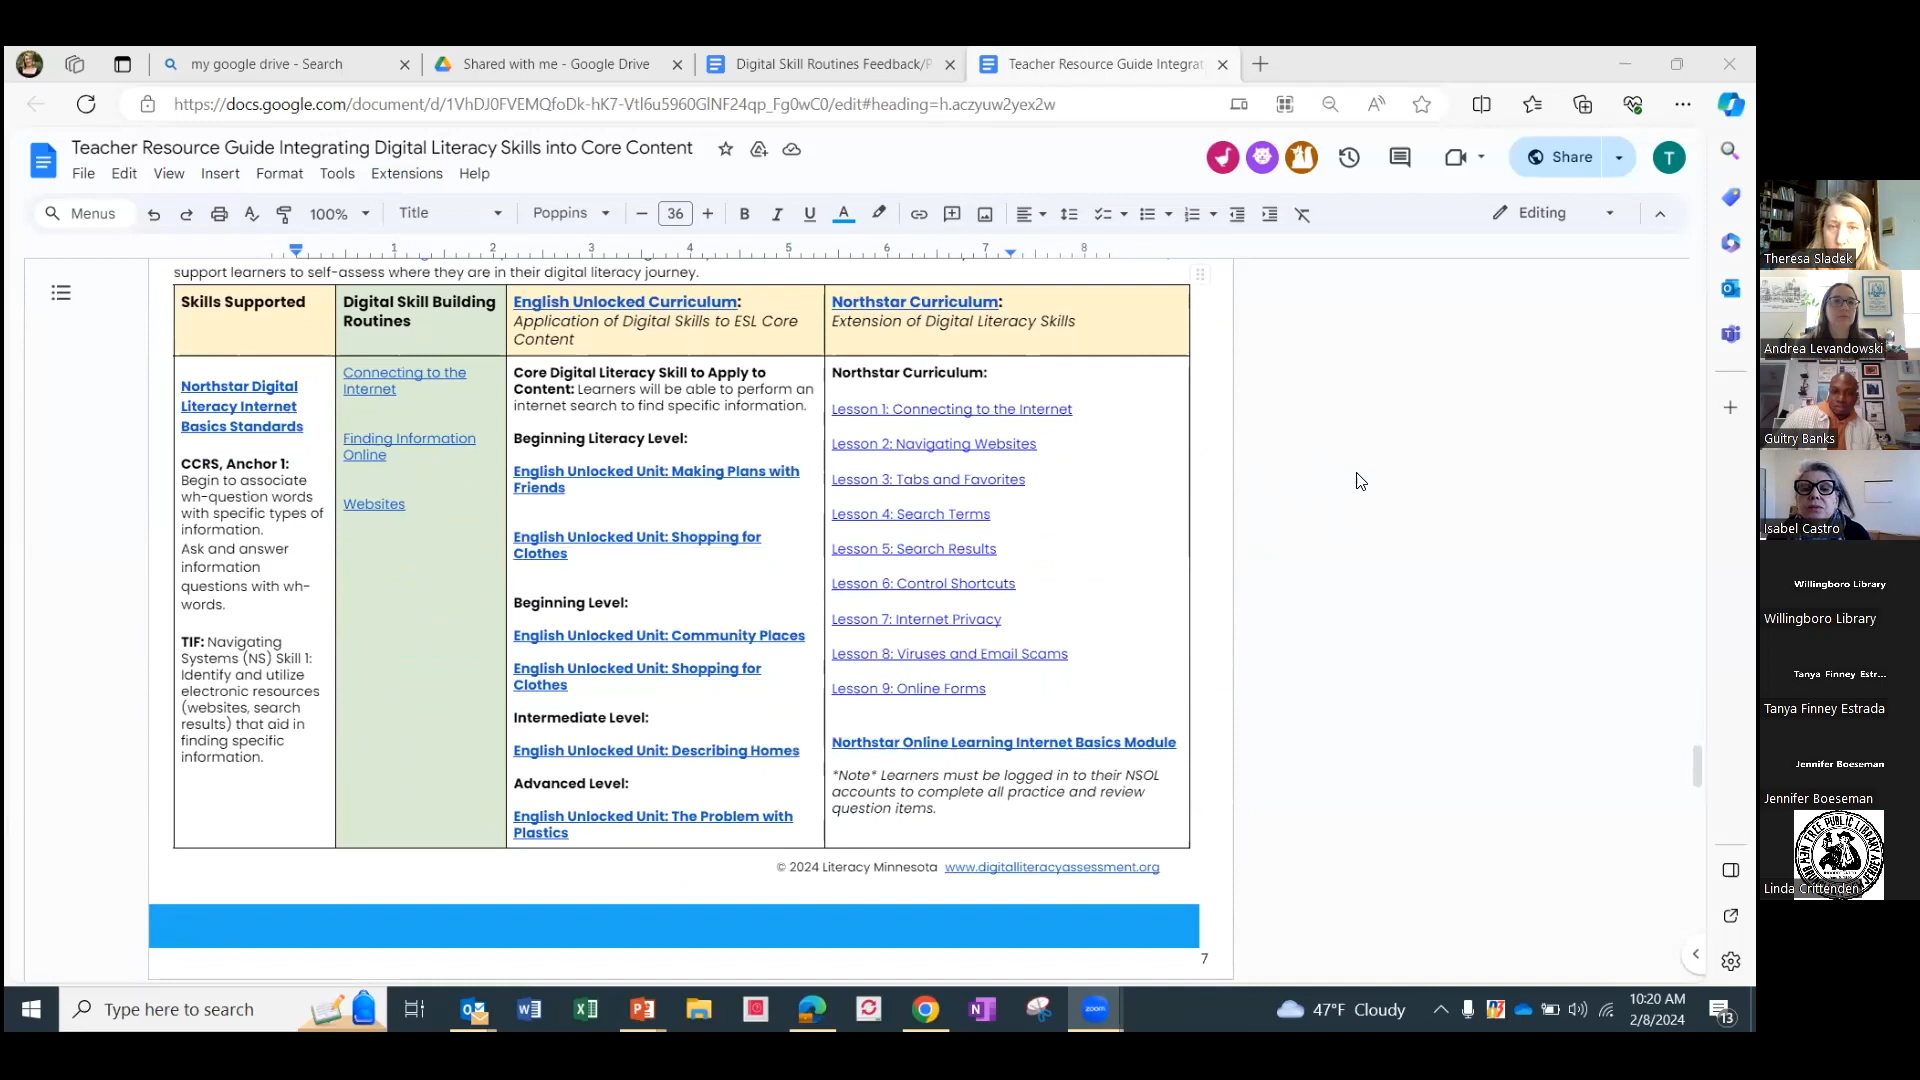 my google drive - Search
Shared with me - Google Drive
Digital Skill Routines Feedback/P
Teacher Resource Guide Integrat
https://docs.google.com/document/d/1VhDJ0FVEMQfoDk-hK7-Vtl6u5960GlNF24qp_Fg0wC0/edit#heading=h.aczyuw2yex2w
Teacher Resource Guide Integrating Digital Literacy Skills into Core Content
File Edit View Insert Format Tools Extensions Help
Share
T
Menus 100% Title Poppins 36 B I U A Editing
1 2 3 4 5 6 7 8
support learners to self-assess where they are in their digital literacy journey.
Skills Supported
Digital Skill Building
Routines
English Unlocked Curriculum:
Application of Digital Skills to ESL Core
Content
Northstar Curriculum:
Extension of Digital Literacy Skills
Northstar Digital
Literacy Internet
Basics Standards
CCRS, Anchor 1:
Begin to associate
wh-question words
with specific types of
information.
Ask and answer
information
questions with wh-
words.
TIF: Navigating
Systems (NS) Skill 1:
Identify and utilize
electronic resources
(websites, search
results) that aid in
finding specific
information.
Connecting to the
Internet
Finding Information
Online
Websites
Core Digital Literacy Skill to Apply to
Content: Learners will be able to perform an
internet search to find specific information.
Beginning Literacy Level:
English Unlocked Unit: Making Plans with
Friends
English Unlocked Unit: Shopping for
Clothes
Beginning Level:
English Unlocked Unit: Community Places
English Unlocked Unit: Shopping for
Clothes
Intermediate Level:
English Unlocked Unit: Describing Homes
Advanced Level:
English Unlocked Unit: The Problem with
Plastics
Northstar Curriculum:
Lesson 1: Connecting to the Internet
Lesson 2: Navigating Websites
Lesson 3: Tabs and Favorites
Lesson 4: Search Terms
Lesson 5: Search Results
Lesson 6: Control Shortcuts
Lesson 7: Internet Privacy
Lesson 8: Viruses and Email Scams
Lesson 9: Online Forms
Northstar Online Learning Internet Basics Module
*Note* Learners must be logged in to their NSOL
accounts to complete all practice and review
question items.
© 2024 Literacy Minnesota www.digitalliteracyassessment.org
7
Type here to search
zoom
47°F Cloudy
10:20 AM
2/8/2024
13
Theresa Sladek
Andrea Levandowski
Guitry Banks
Isabel Castro
Willingboro Library
Willingboro Library
Tanya Finney Estr...
Tanya Finney Estrada
Jennifer Boeseman
Jennifer Boeseman
Linda Crittenden